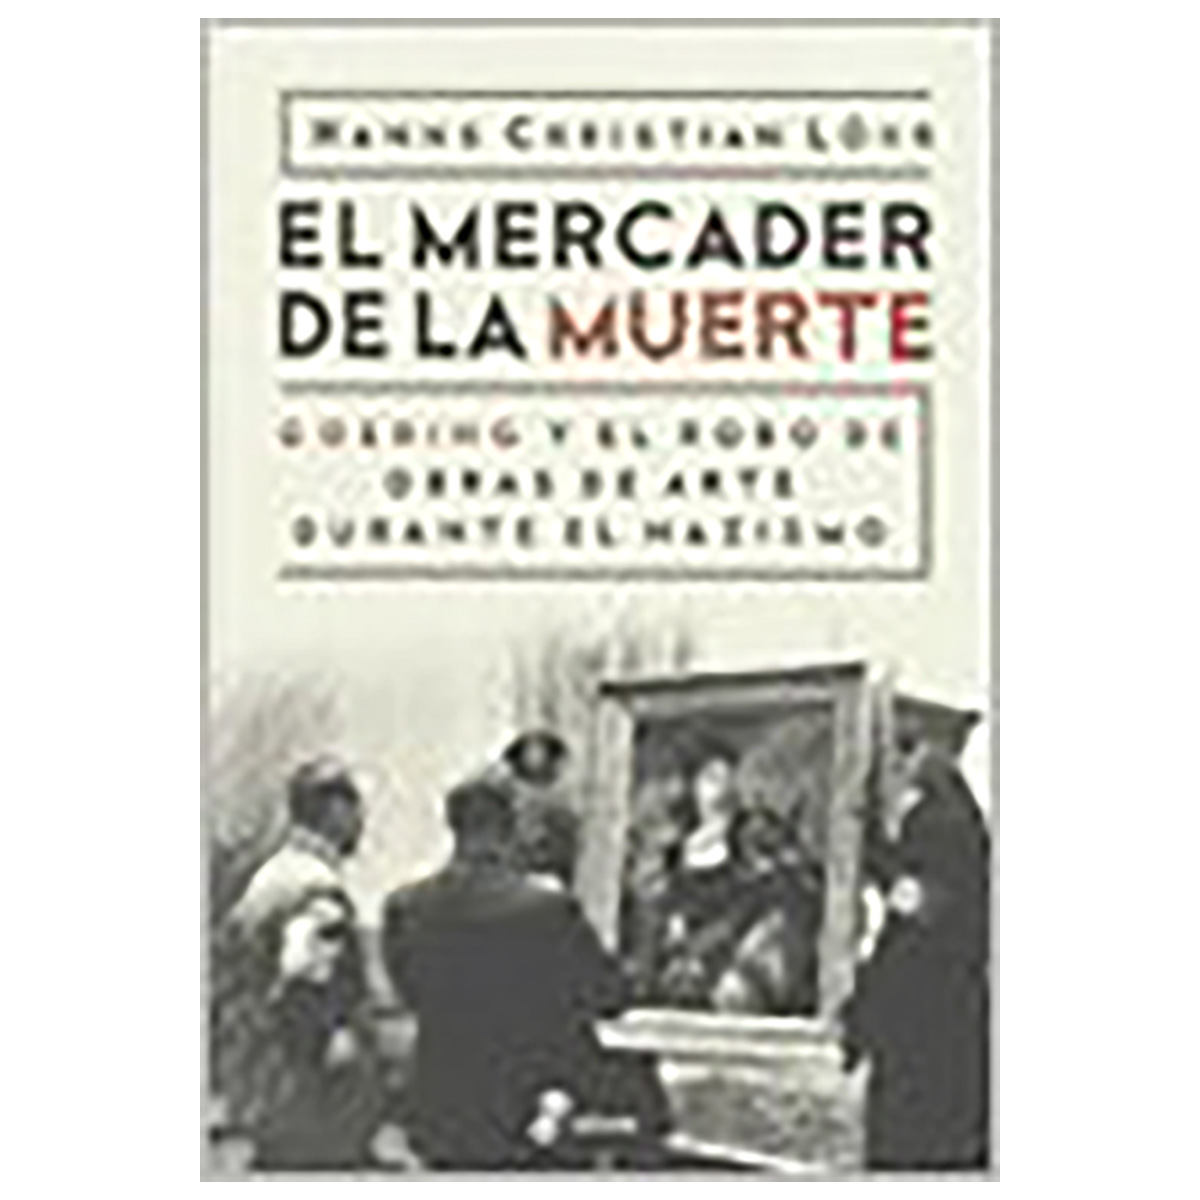 HANNS CHRISTIAN LÖHR
EL MERCADER
DE LA MUERTE
GOERING Y EL ROBO DE
OBRAS DE ARTE
DURANTE EL NAZISMO